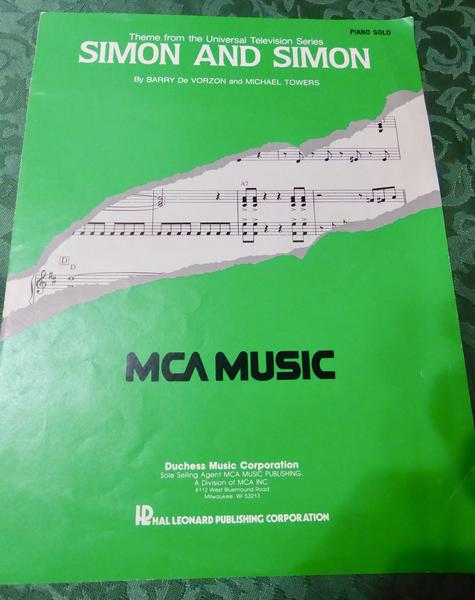 Theme from the Universal Television Series
PIANO SOLO
SIMON AND SIMON
By BARRY De VORZON and MICHAEL TOWERS
A7
D
D
MCA MUSIC
Duchess Music Corporation
Sole Selling Agent MCA MUSIC PUBLISHING,
A Division of MCA INC.
6112 West Bluemound Road
Milwaukee, WI 53213
HAL LEONARD PUBLISHING CORPORATION